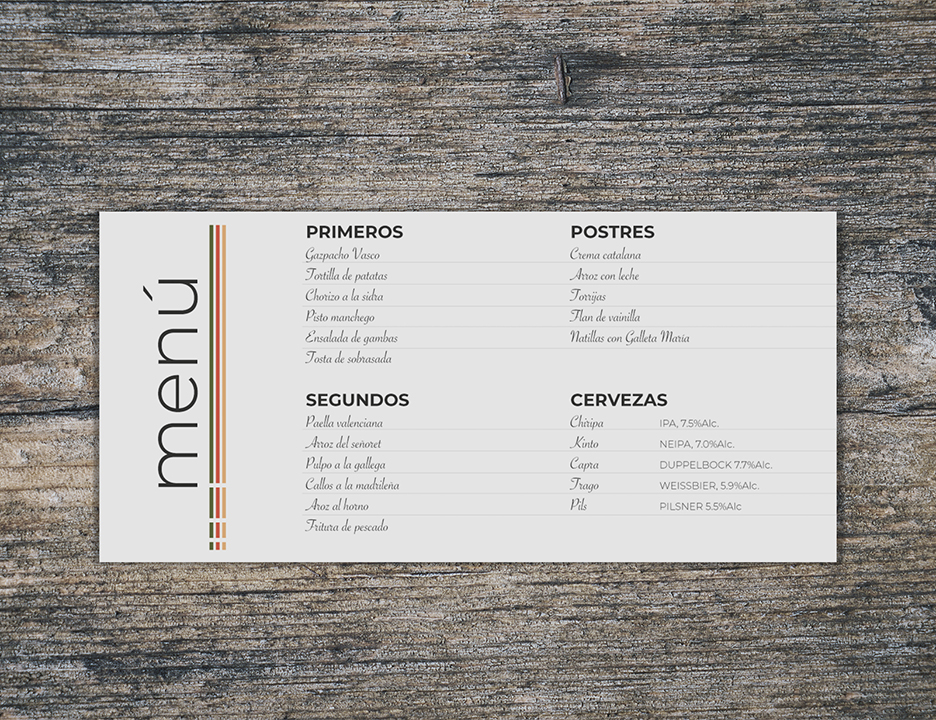 menú
PRIMEROS
Gazpacho Vasco
Tortilla de patatas
Chorizo a la sidra
Pisto manchego
Ensalada de gambas
Tosta de sobrasada
SEGUNDOS
Paella valenciana
Arroz del señoret
Pulpo a la gallega
Callos a la madrileña
Aroz al horno
Fritura de pescado
POSTRES
Crema catalana
Arroz con leche
Torrijas
Flan de vainilla
Natillas con Galleta Maria
CERVEZAS
Chiripa IPA, 7.5%Alc.
Kinto NEIPA, 7.0%Alc.
Capra DUPPELBOCK 7.7%Alc.
Trago WEISSBIER, 5.9%Alc.
Pils PILSNER 5.5%Alc